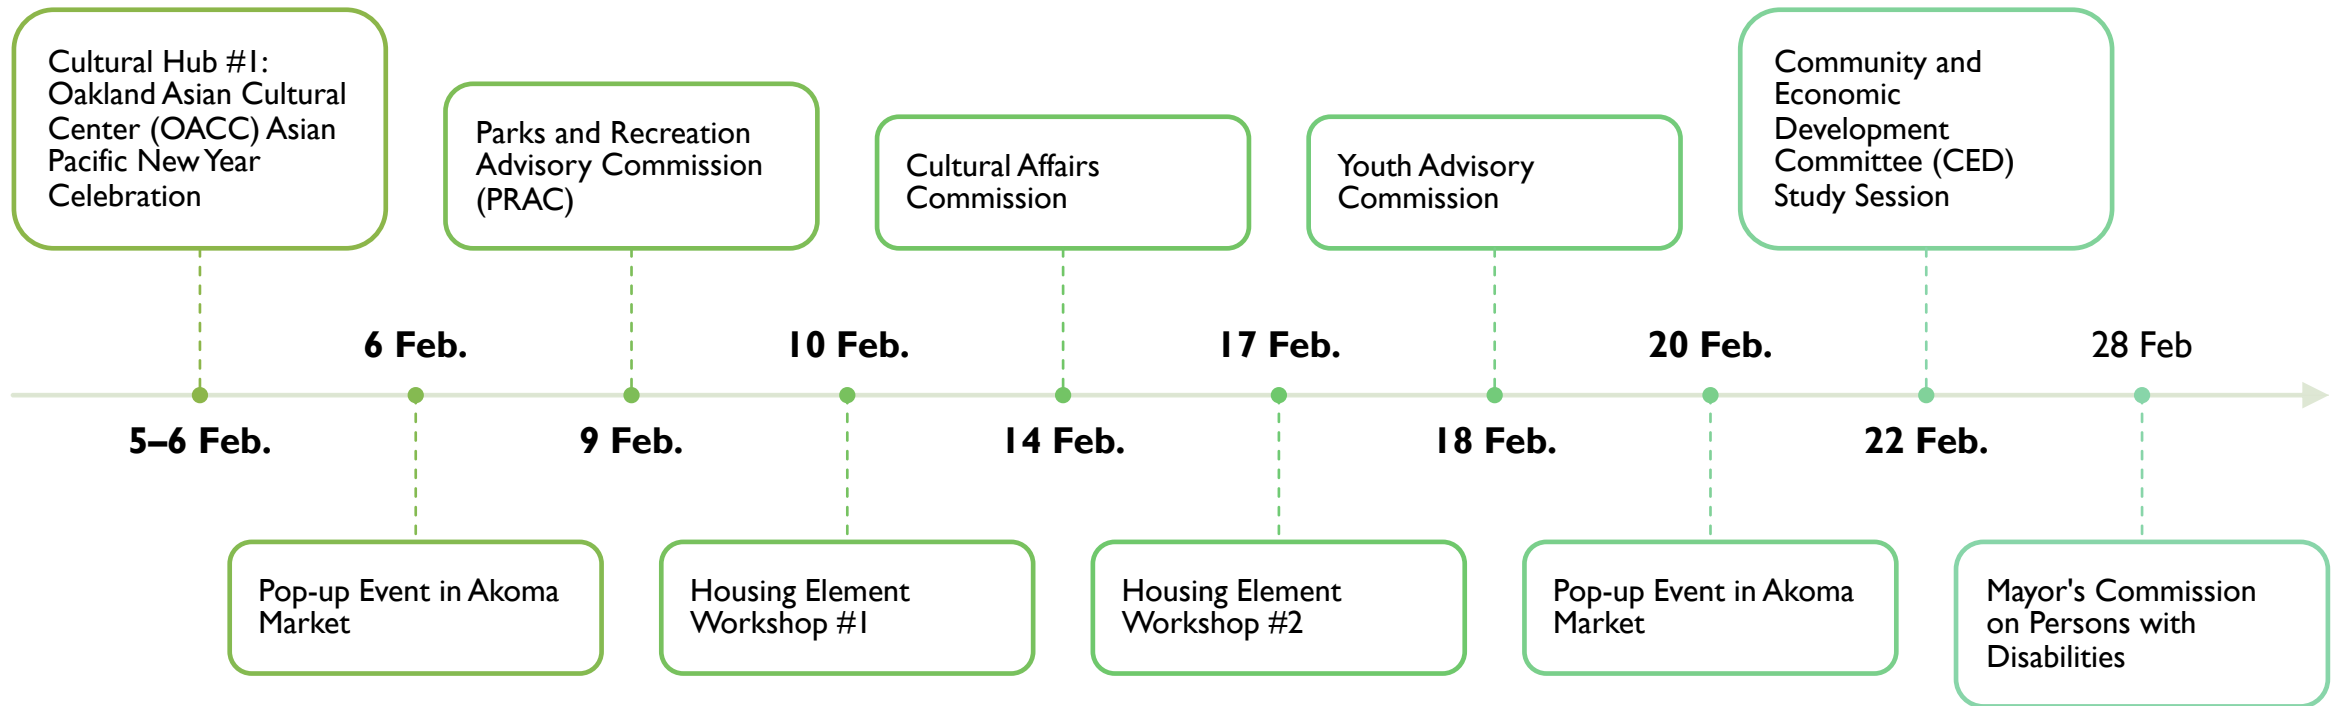 Cultural Hub #1:
Oakland Asian Cultural
Center (OACC) Asian
Pacific New Year
Celebration
5–6 Feb.
6 Feb.
Pop-up Event in Akoma
Market
Parks and Recreation
Advisory Commission
(PRAC)
9 Feb.
10 Feb.
Housing Element
Workshop #1
Cultural Affairs
Commission
14 Feb.
17 Feb.
Housing Element
Workshop #2
Youth Advisory
Commission
18 Feb.
20 Feb.
Pop-up Event in Akoma
Market
Community and
Economic
Development
Committee (CED)
Study Session
22 Feb.
28 Feb
Mayor's Commission
on Persons with
Disabilities